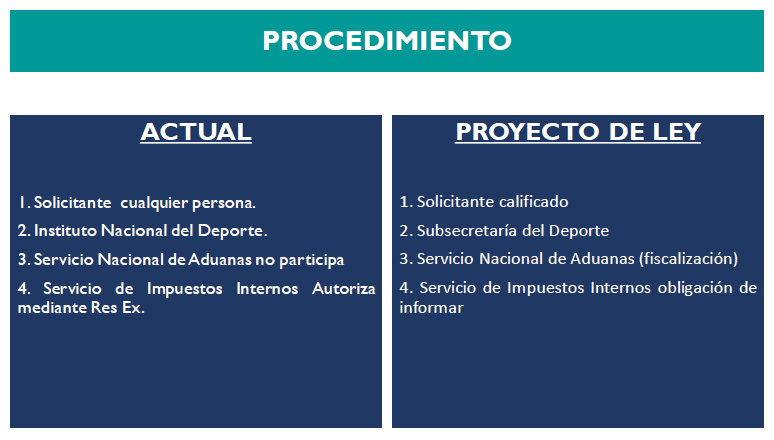 PROCEDIMIENTO
ACTUAL
1. Solicitante cualquier persona.
2. Instituto Nacional del Deporte.
3. Servicio Nacional de Aduanas no participa
4. Servicio de Impuestos Internos Autoriza
mediante Res Ex.
PROYECTO DE LEY
1. Solicitante calificado
2. Subsecretaría del Deporte
3. Servicio Nacional de Aduanas (fiscalización)
4. Servicio de Impuestos Internos obligación de
informar